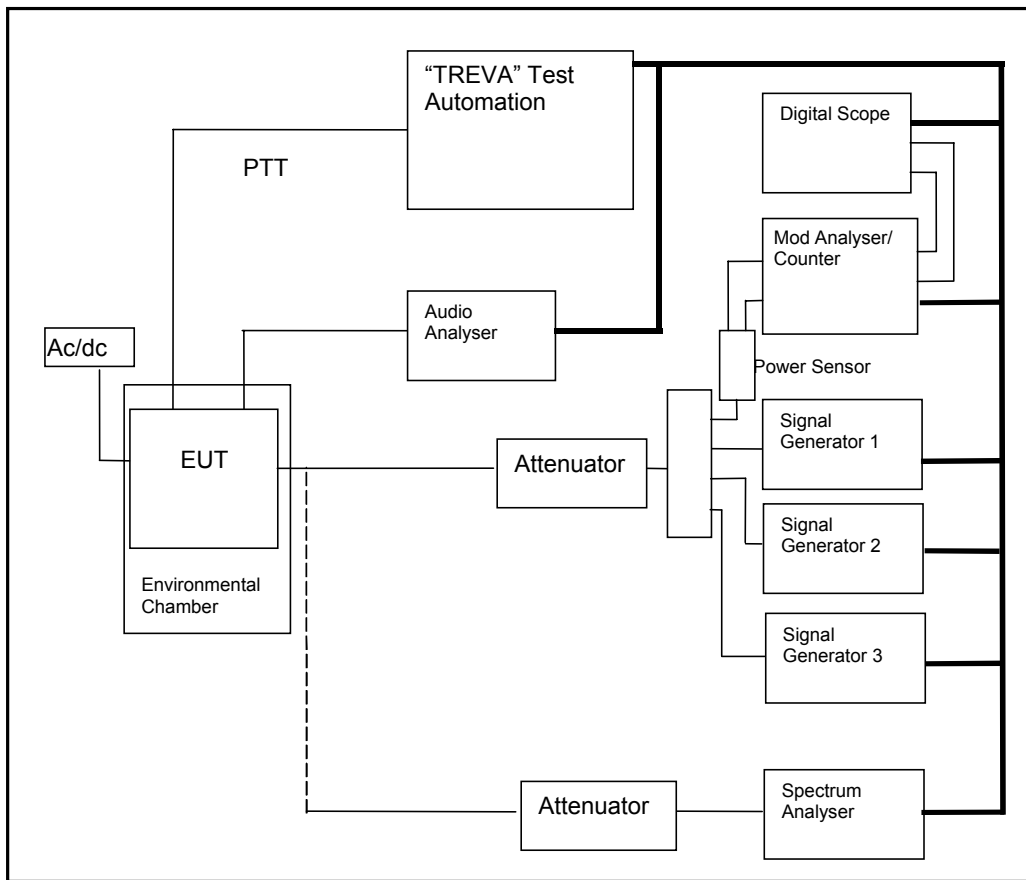 “TREVA” Test
Automation
Digital Scope
PTT
Mod Analyser/
Counter
Audio
Analyser
Ac/dc
Power Sensor
EUT
Attenuator
Signal
Generator 1
Signal
Generator 2
Environmental
Chamber
Signal
Generator 3
Attenuator
Spectrum
Analyser